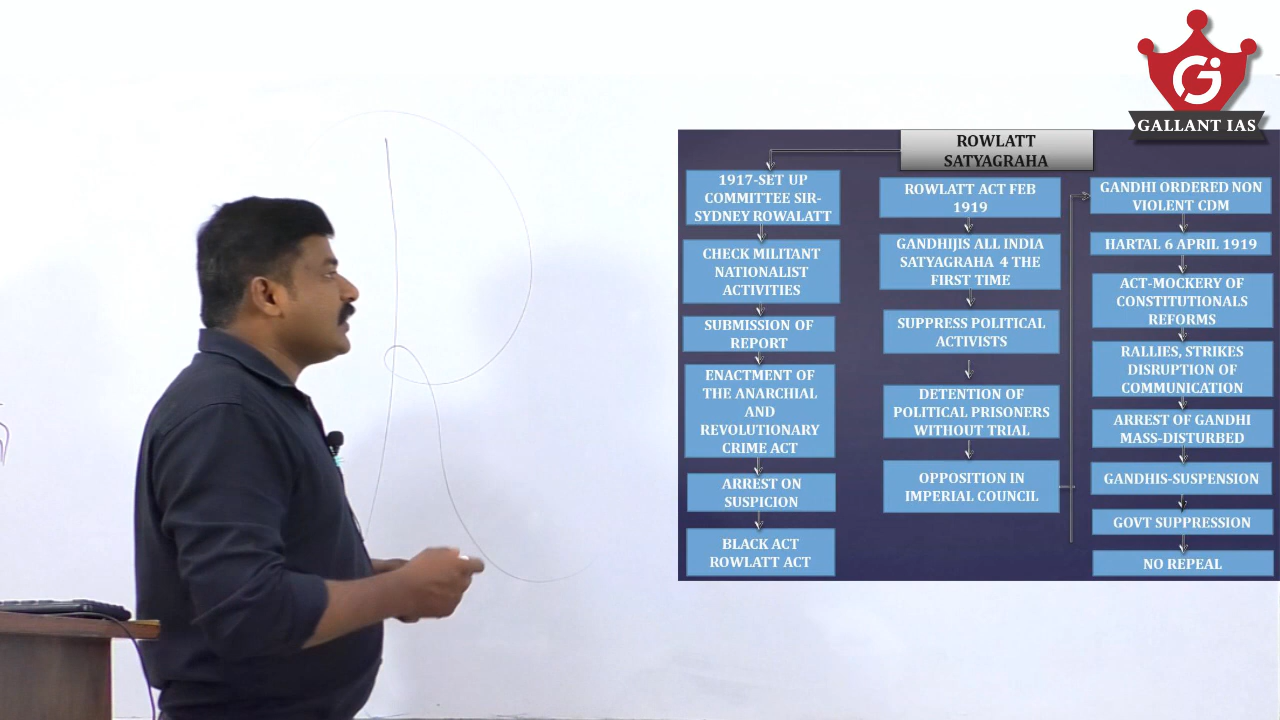 GALLANT IAS
ROWLATT
SATYAGRAHA
1917-SET UP
COMMITTEE SIR-
SYDNEY ROWALATT
CHECK MILITANT
NATIONALIST
ACTIVITIES
SUBMISSION OF
REPORT
ENACTMENT OF
THE ANARCHIAL
AND
REVOLUTIONARY
CRIME ACT
ARREST ON
SUSPICION
BLACK ACT
ROWLATT ACT
ROWLATT ACT FEB
1919
GANDHIJIS ALL INDIA
SATYAGRAHA 4 THE
FIRST TIME
SUPPRESS POLITICAL
ACTIVISTS
DETENTION OF
POLITICAL PRISONERS
WITHOUT TRIAL
OPPOSITION IN
IMPERIAL COUNCIL
GANDHI ORDERED NON
VIOLENT CDM
HARTAL 6 APRIL 1919
ACT-MOCKERY OF
CONSTITUTIONALS
REFORMS
RALLIES, STRIKES
DISRUPTION OF
COMMUNICATION
ARREST OF GANDHI
MASS-DISTURBED
GANDHIS-SUSPENSION
GOVT SUPPRESSION
NO REPEAL
R